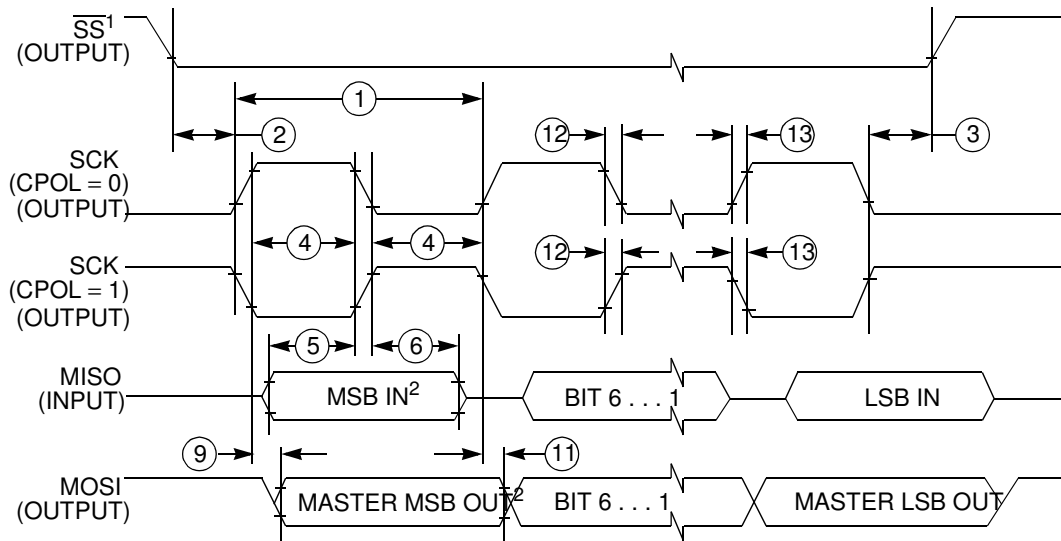 SS¹
(OUTPUT)
1
2
12
13
3
SCK
(CPOL = 0)
(OUTPUT)
4
4
SCK
(CPOL = 1)
(OUTPUT)
12
13
5
6
MISO
(INPUT)
MSB IN²
BIT 6 . . . 1
LSB IN
9
11
MOSI
(OUTPUT)
MASTER MSB OUT²
BIT 6 . . . 1
MASTER LSB OUT